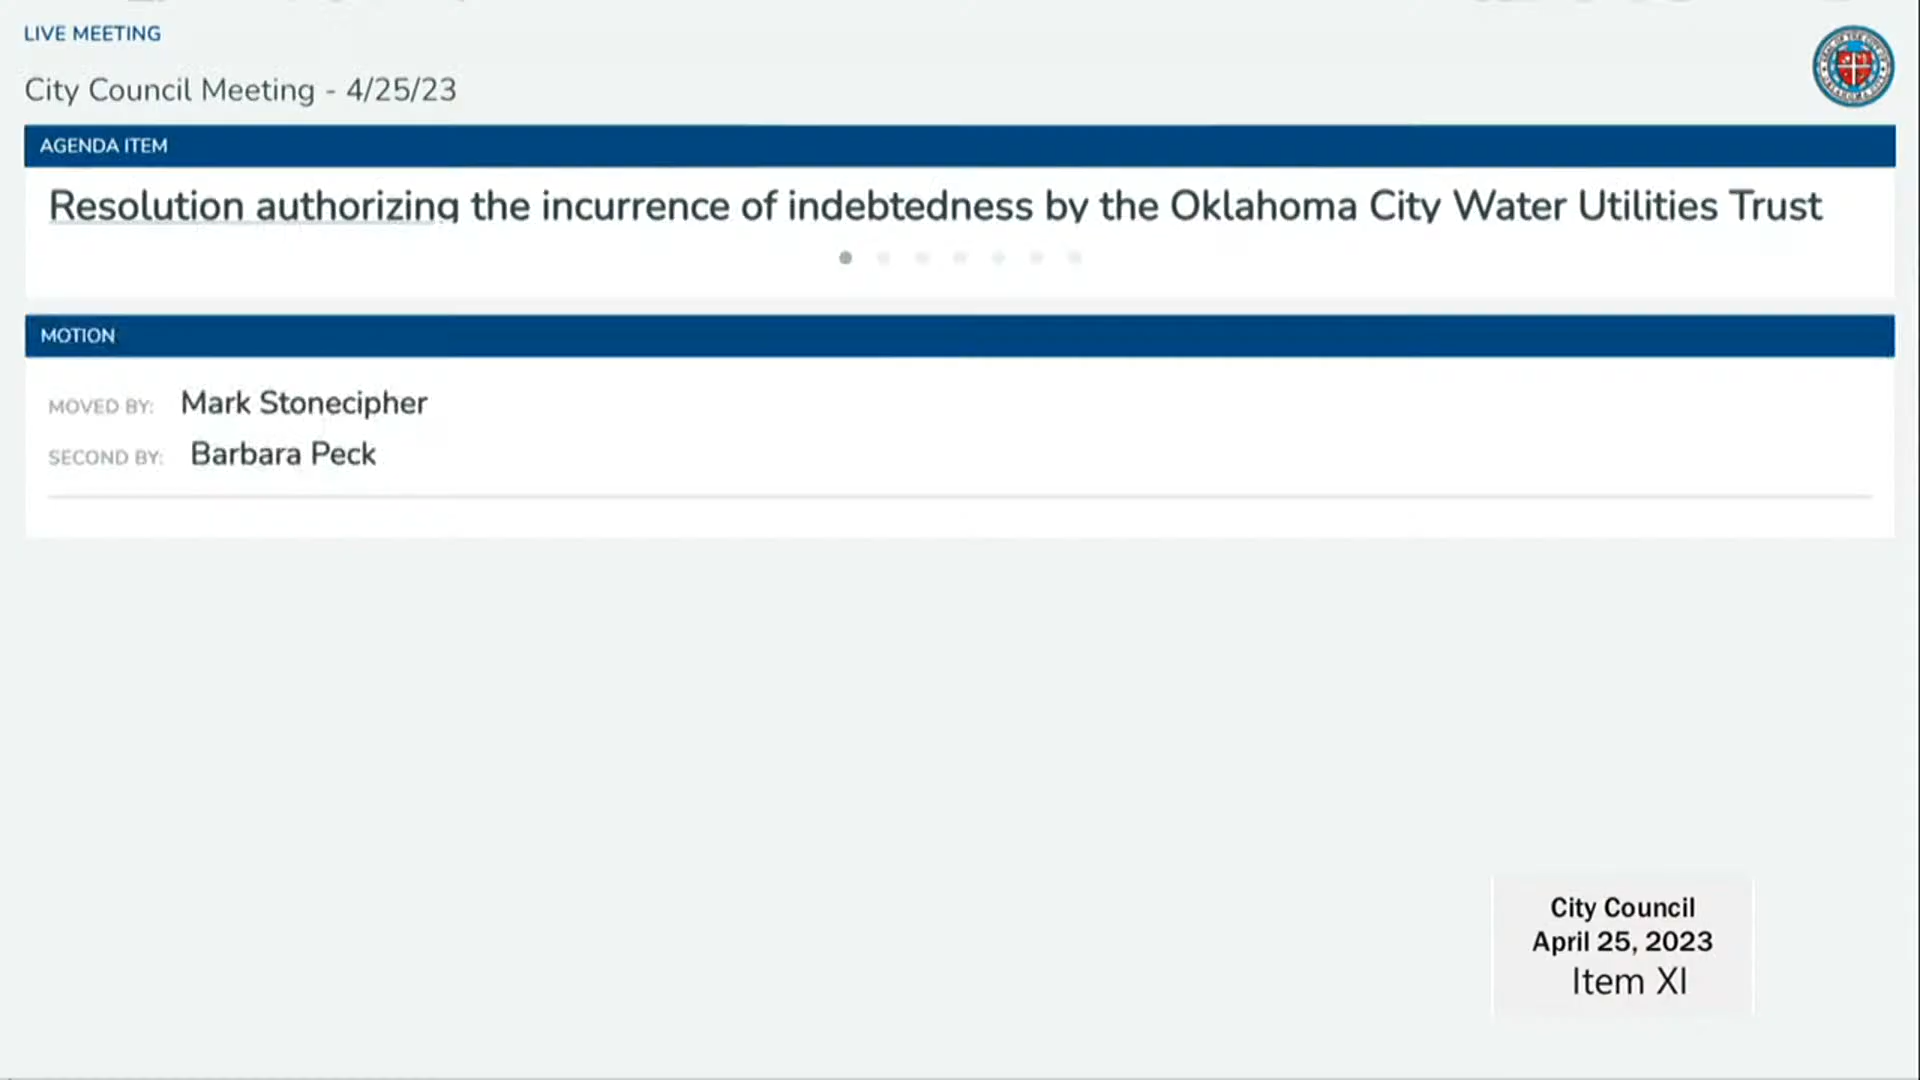 LIVE MEETING
City Council Meeting - 4/25/23
AGENDA ITEM
Resolution authorizing the incurrence of indebtedness by the Oklahoma City Water Utilities Trust
MOTION
MOVED BY: Mark Stonecipher
SECOND BY: Barbara Peck
City Council
April 25, 2023
Item XI